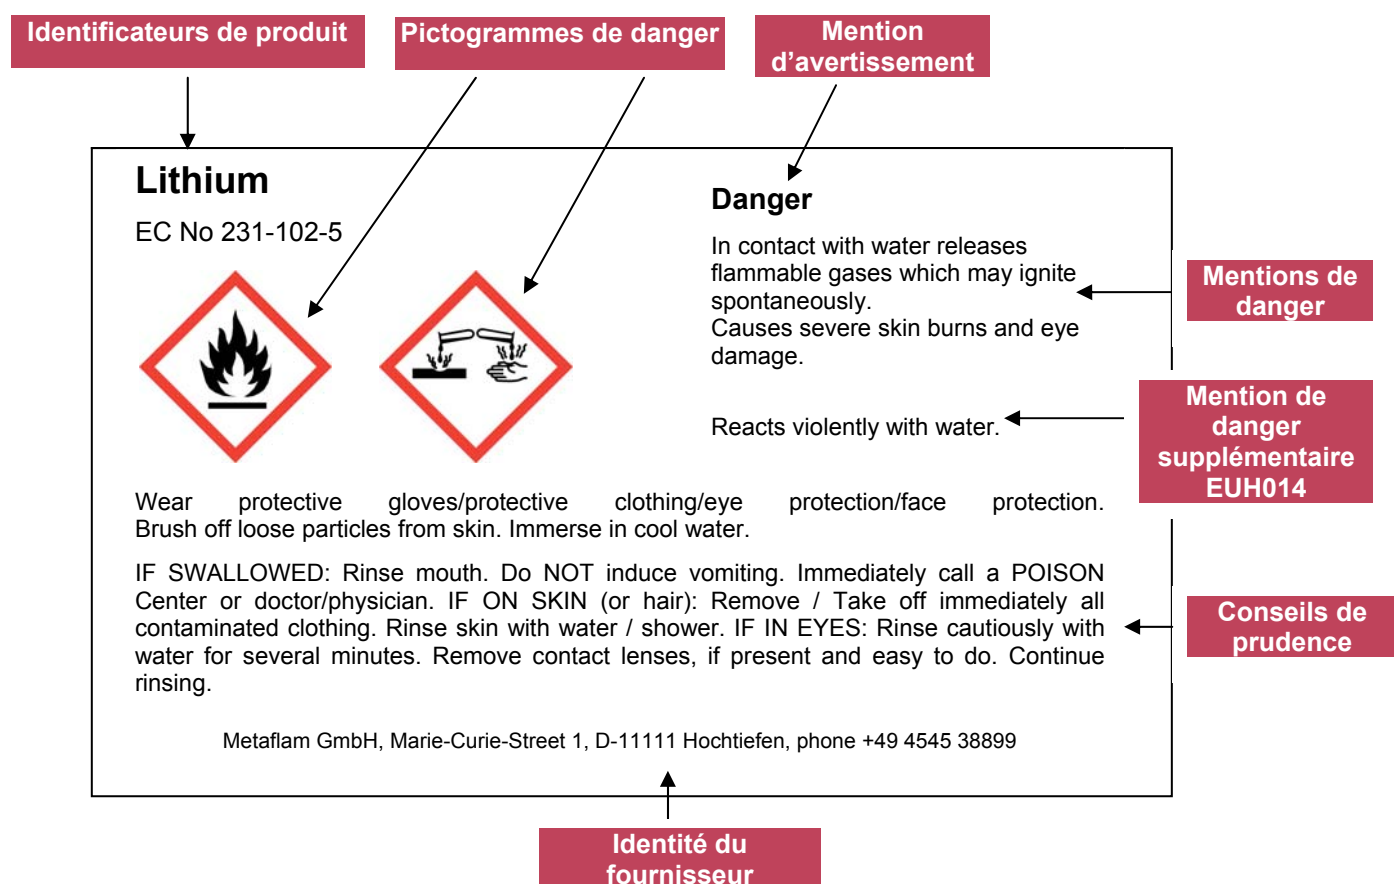 Identificateurs de produit
Pictogrammes de danger
Mention
d’avertissement
Lithium
EC No 231-102-5
Danger
In contact with water releases
flammable gases which may ignite
spontaneously.
Causes severe skin burns and eye
damage.
Mentions de
danger
Reacts violently with water.
Mention de
danger
supplémentaire
EUH014
Wear protective gloves/protective clothing/eye protection/face protection.
Brush off loose particles from skin. Immerse in cool water.
IF SWALLOWED: Rinse mouth. Do NOT induce vomiting. Immediately call a POISON
Center or doctor/physician. IF ON SKIN (or hair): Remove / Take off immediately all
contaminated clothing. Rinse skin with water / shower. IF IN EYES: Rinse cautiously with
water for several minutes. Remove contact lenses, if present and easy to do. Continue
rinsing.
Conseils de
prudence
Metaflam GmbH, Marie-Curie-Street 1, D-11111 Hochtiefen, phone +49 4545 38899
Identité du
fournisseur